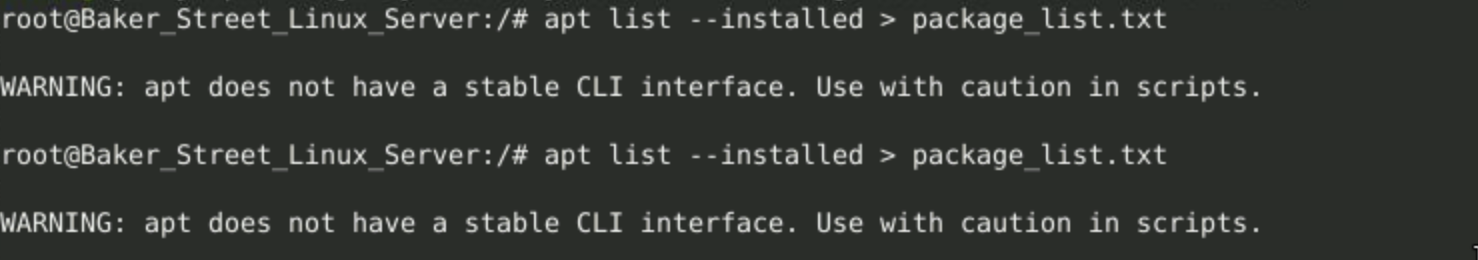 root@Baker_Street_Linux_Server:/# apt list --installed > package_list.txt
WARNING: apt does not have a stable CLI interface. Use with caution in scripts.
root@Baker_Street_Linux_Server:/# apt list --installed > package_list.txt
WARNING: apt does not have a stable CLI interface. Use with caution in scripts.